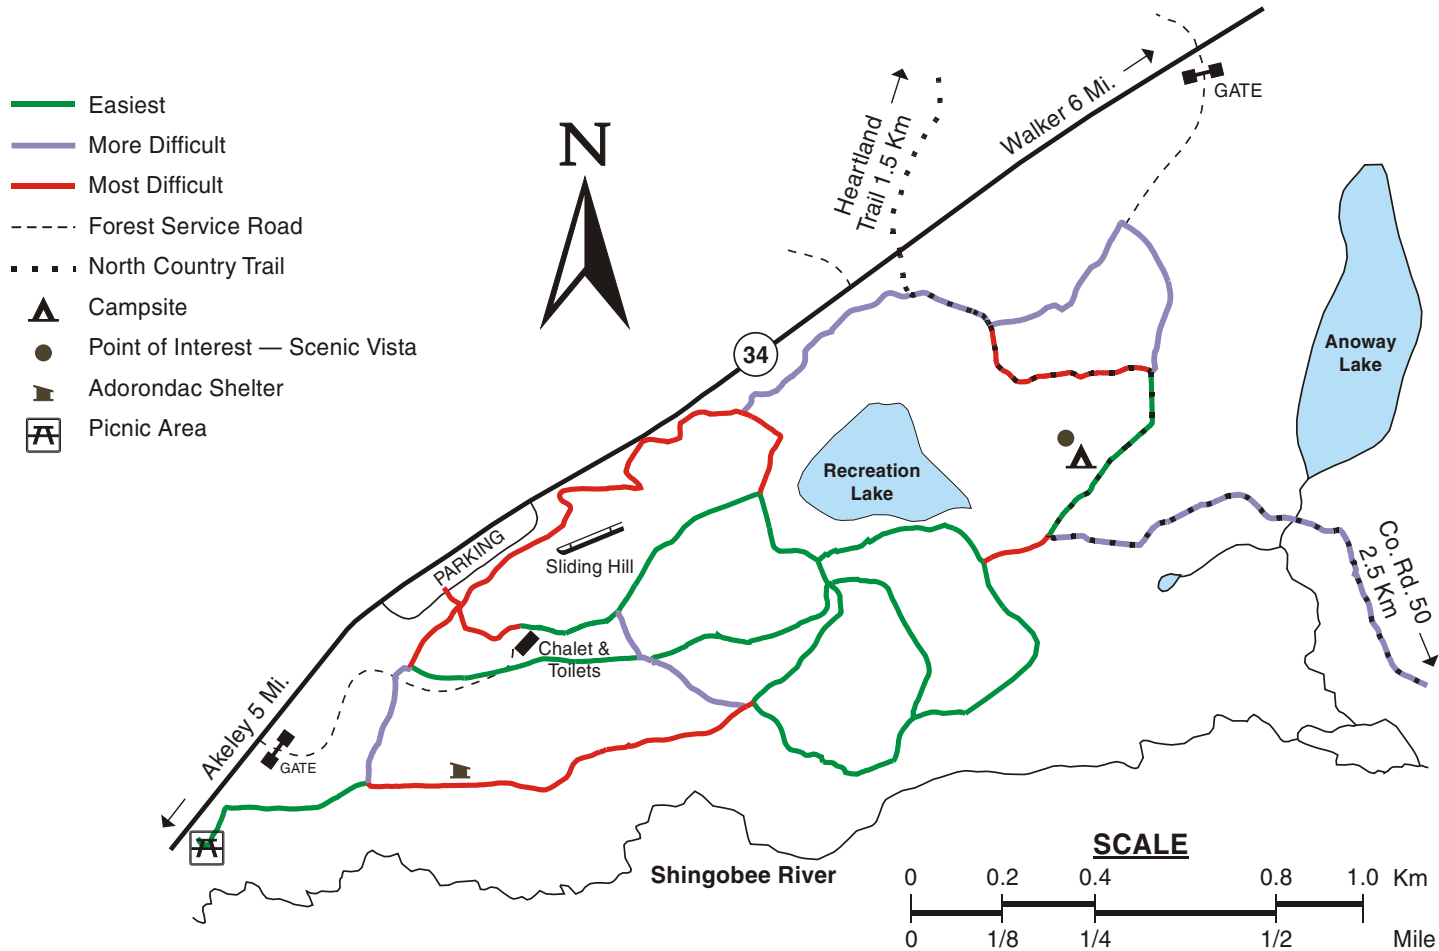 Easiest
More Difficult
Most Difficult
Forest Service Road
North Country Trail
Campsite
Point of Interest — Scenic Vista
Adorondac Shelter
Picnic Area
N
Heartland
Trail 1.5 Km
Walker 6 Mi.
GATE
34
Anoway
Lake
Recreation
Lake
PARKING
Sliding Hill
Chalet &
Toilets
Co. Rd. 50
2.5 Km
Akeley 5 Mi.
GATE
Shingobee River
SCALE
0 0.2 0.4 0.8 1.0 Km
0 1/8 1/4 1/2 Mile